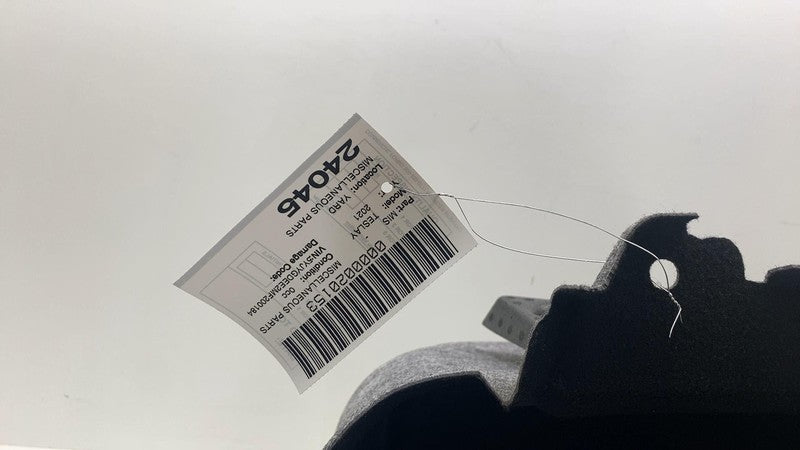 24045
MISCELLANEOUS PARTS
Location: YARD
Y: 2021
Model: TESLAY
Part: MIS
0000020153
MISCELLANEOUS PARTS
Condition: 0CC
VIN:5YJYGDEE2MF200184
Damage Code: